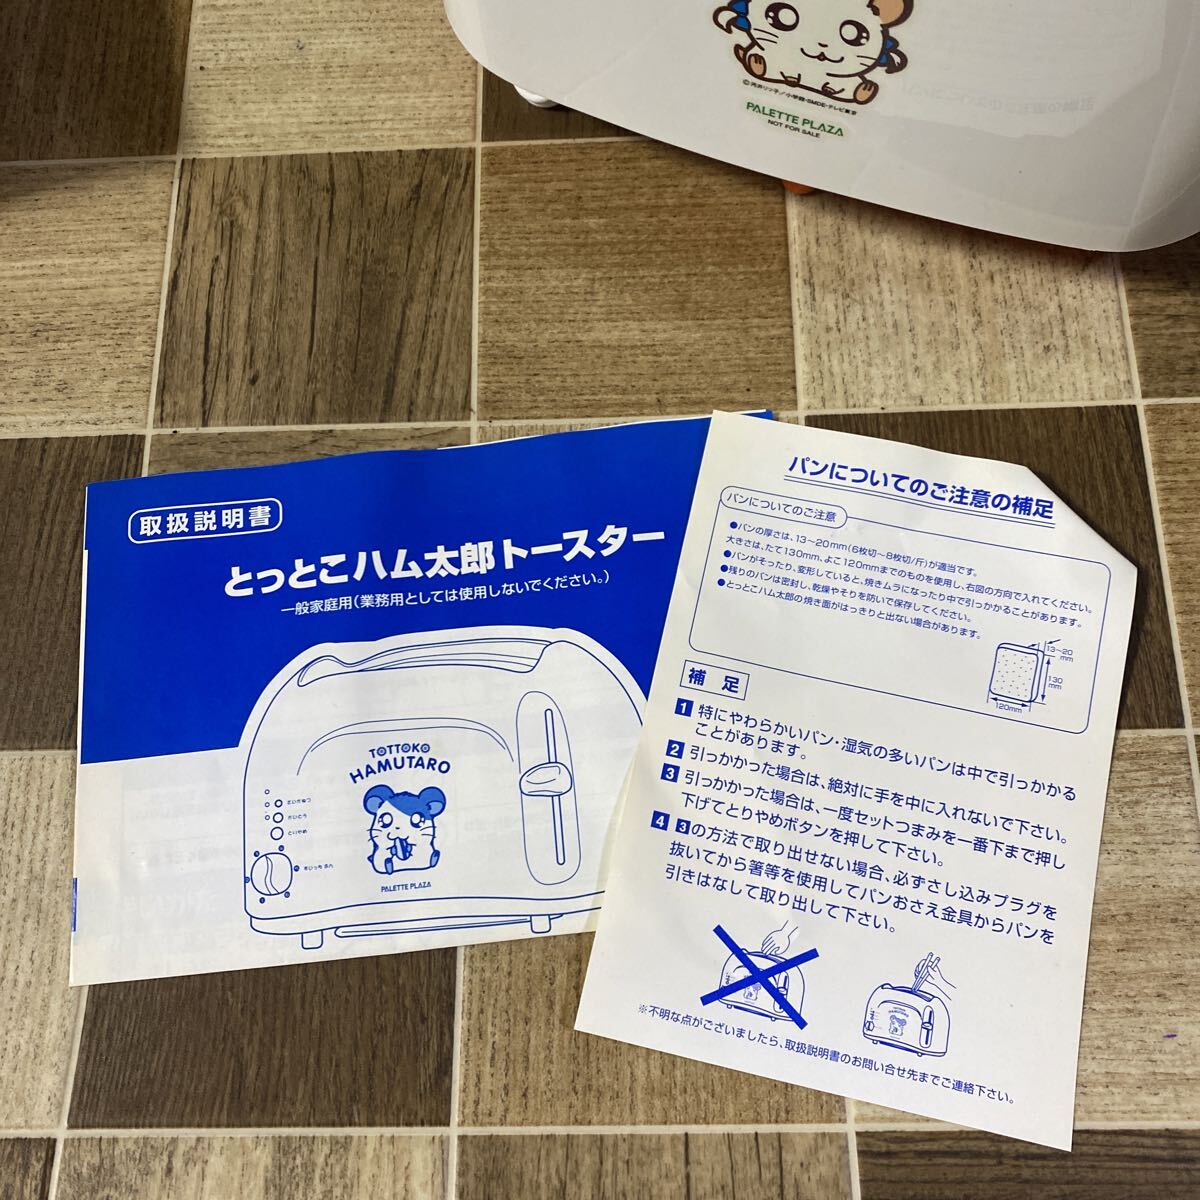 ©河井リツ子/小学館・SMDE・テレビ東京
PALETTE PLAZA
NOT FOR SALE
取扱説明書
とっとこハム太郎トースター
一般家庭用(業務用としては使用しないでください。)
TOTTOKO
HAMUTARO
さいかねつ
かいとう
とりやめ
PALETTE PLAZA
パンについてのご注意の補足
パンについてのご注意
●パンの厚さは、13~20mm(6枚切~8枚切/斤)が適当です。
大きさは、たて130mm、よこ120mmまでのものを使用し、右図の方向で入れてください。
●パンがそったり、変形していると、焼きムラになったり中で引っかかることがあります。
●残りのパンは密封し、乾燥やそりを防いで保存してください。
●とっとこハム太郎の焼き面がはっきりと出ない場合があります。
13~20
mm
130
mm
120mm
補足
1 特にやわらかいパン・湿気の多いパンは中で引っかかる
ことがあります。
2 引っかかった場合は、絶対に手を中に入れないで下さい。
3 引っかかった場合は、一度セットつまみを一番下まで押し
下げてとりやめボタンを押して下さい。
4 3の方法で取り出せない場合、必ずさし込みプラグを
抜いてから箸等を使用してパンおさえ金具からパンを
引きはなして取り出して下さい。
TOTTOKO
HAMUTARO
※不明な点がございましたら、取扱説明書のお問い合せ先までご連絡下さい。